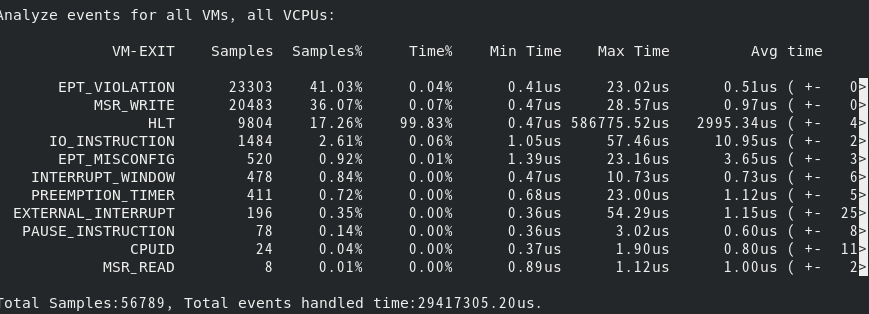 Analyze events for all VMs, all VCPUs:
VM-EXIT Samples Samples% Time% Min Time Max Time Avg time
EPT_VIOLATION 23303 41.03% 0.04% 0.41us 23.02us 0.51us ( +- 0>
MSR_WRITE 20483 36.07% 0.07% 0.47us 28.57us 0.97us ( +- 0>
HLT 9804 17.26% 99.83% 0.47us 586775.52us 2995.34us ( +- 4>
IO_INSTRUCTION 1484 2.61% 0.06% 1.05us 57.46us 10.95us ( +- 2>
EPT_MISCONFIG 520 0.92% 0.01% 1.39us 23.16us 3.65us ( +- 3>
INTERRUPT_WINDOW 478 0.84% 0.00% 0.47us 10.73us 0.73us ( +- 6>
PREEMPTION_TIMER 411 0.72% 0.00% 0.68us 23.00us 1.12us ( +- 5>
EXTERNAL_INTERRUPT 196 0.35% 0.00% 0.36us 54.29us 1.15us ( +- 25>
PAUSE_INSTRUCTION 78 0.14% 0.00% 0.36us 3.02us 0.60us ( +- 8>
CPUID 24 0.04% 0.00% 0.37us 1.90us 0.80us ( +- 11>
MSR_READ 8 0.01% 0.00% 0.89us 1.12us 1.00us ( +- 2>
Total Samples:56789, Total events handled time:29417305.20us.